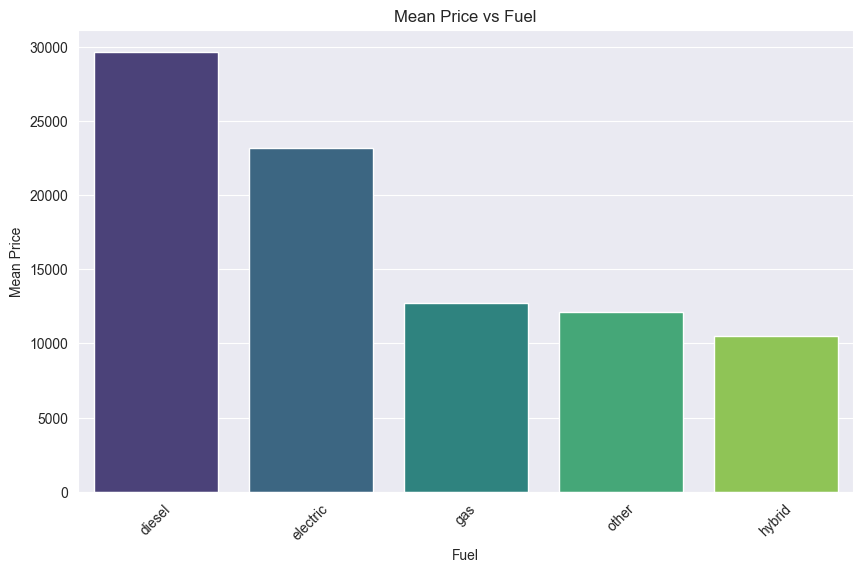 Mean Price vs Fuel
30000
25000
20000
15000
10000
5000
0
Mean Price
diesel
electric
gas
other
hybrid
Fuel